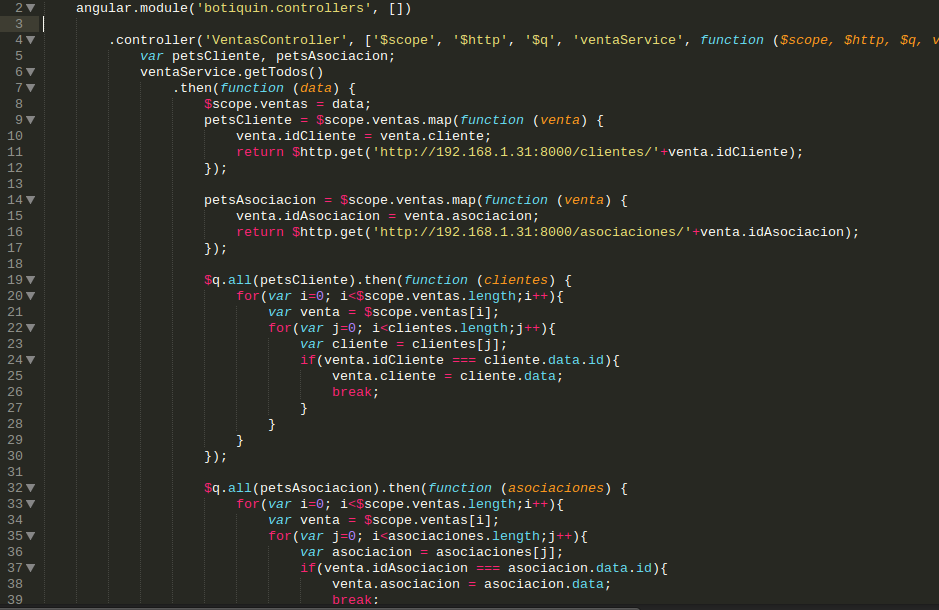 2 angular.module('botiquin.controllers', [])
3
4 .controller('VentasController', ['$scope', '$http', '$q', 'ventaService', function ($scope, $http, $q, v
5 var petsCliente, petsAsociacion;
6 ventaService.getTodos()
7 .then(function (data) {
8 $scope.ventas = data;
9 petsCliente = $scope.ventas.map(function (venta) {
10 venta.idCliente = venta.cliente;
11 return $http.get('http://192.168.1.31:8000/clientes/'+venta.idCliente);
12 });
13
14 petsAsociacion = $scope.ventas.map(function (venta) {
15 venta.idAsociacion = venta.asociacion;
16 return $http.get('http://192.168.1.31:8000/asociaciones/'+venta.idAsociacion);
17 });
18
19 $q.all(petsCliente).then(function (clientes) {
20 for(var i=0; i<$scope.ventas.length;i++){
21 var venta = $scope.ventas[i];
22 for(var j=0; i<clientes.length;j++){
23 var cliente = clientes[j];
24 if(venta.idCliente === cliente.data.id){
25 venta.cliente = cliente.data;
26 break;
27 }
28 }
29 }
30 });
31
32 $q.all(petsAsociacion).then(function (asociaciones) {
33 for(var i=0; i<$scope.ventas.length;i++){
34 var venta = $scope.ventas[i];
35 for(var j=0; i<asociaciones.length;j++){
36 var asociacion = asociaciones[j];
37 if(venta.idAsociacion === asociacion.data.id){
38 venta.asociacion = asociacion.data;
39 break;